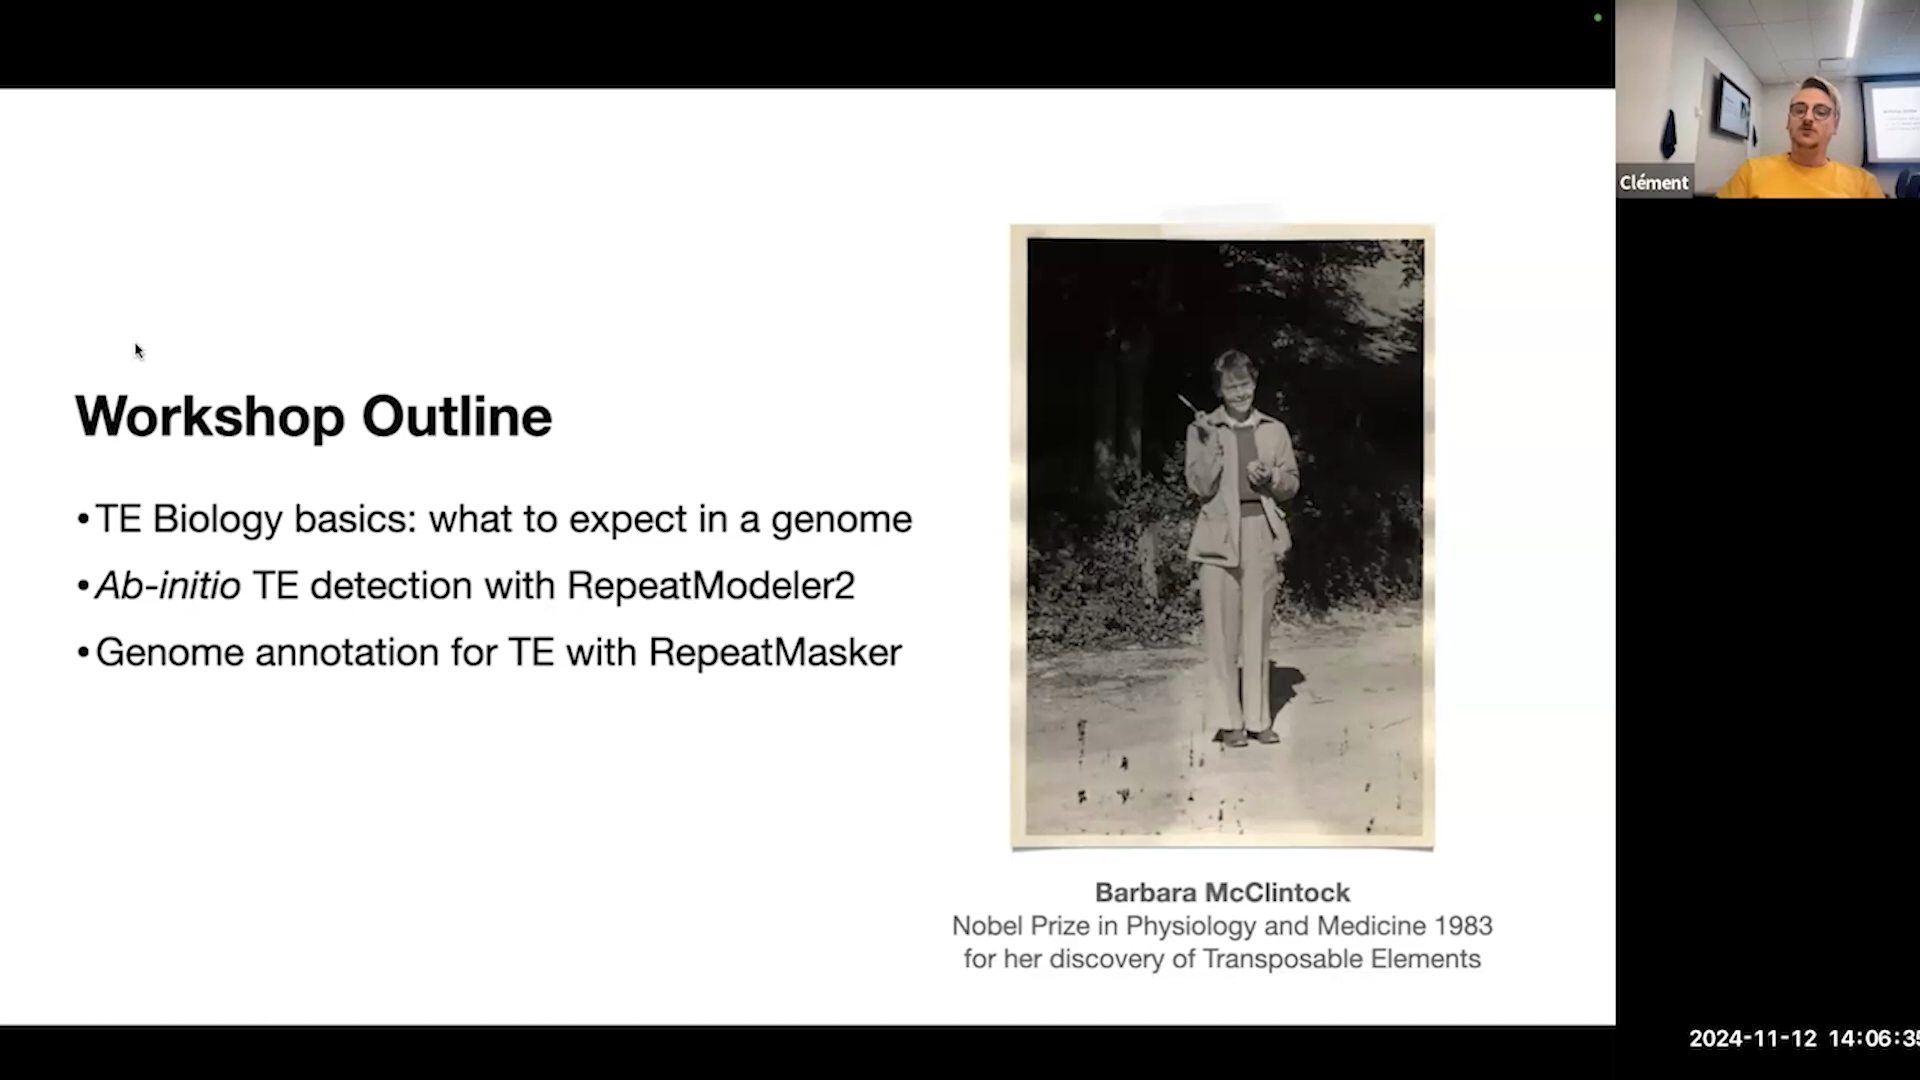 Workshop Outline
•TE Biology basics: what to expect in a genome
•Ab-initio TE detection with RepeatModeler2
•Genome annotation for TE with RepeatMasker
Barbara McClintock
Nobel Prize in Physiology and Medicine 1983
for her discovery of Transposable Elements
Clément
2024-11-12 14:06:35